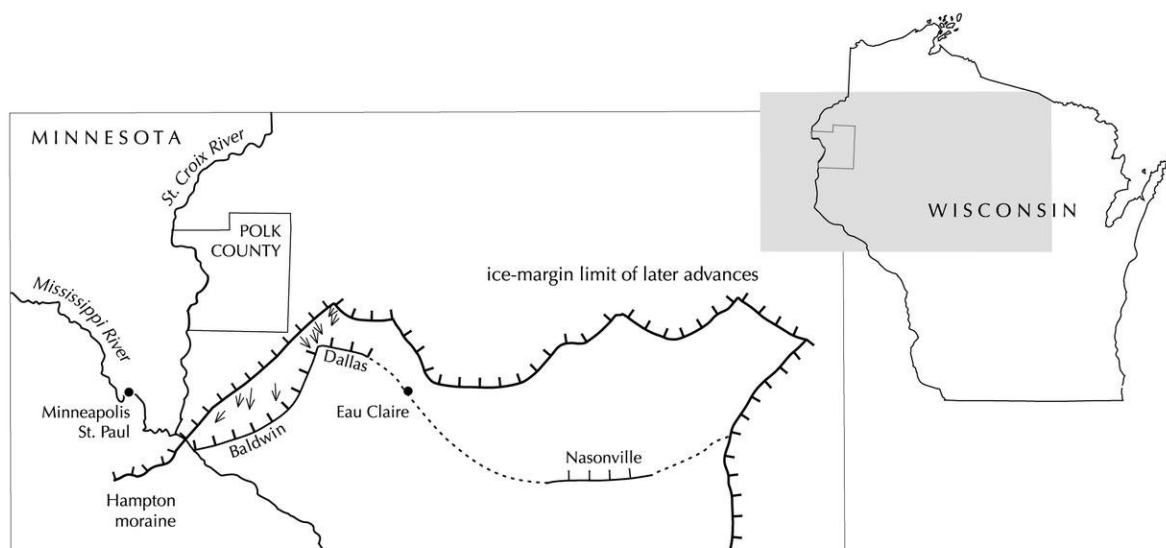 MINNESOTA
St. Croix River
POLK
COUNTY
Mississippi River
Minneapolis
St. Paul
Hampton
moraine
Baldwin
Dallas
Eau Claire
Nasonville
ice-margin limit of later advances
WISCONSIN